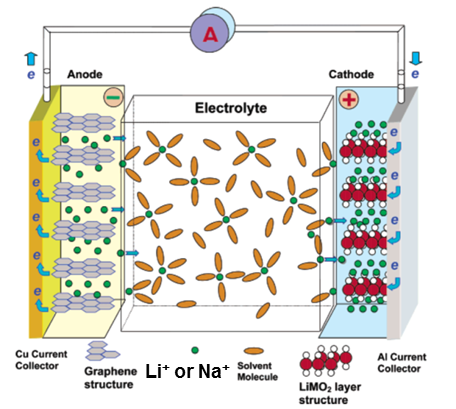 A
e
e
Anode
Cathode
−
+
Electrolyte
e
e
e
e
e
e
e
e
Cu Current
Collector
Graphene
structure
Li⁺ or Na⁺
Solvent
Molecule
LiMO₂ layer
structure
Al Current
Collector